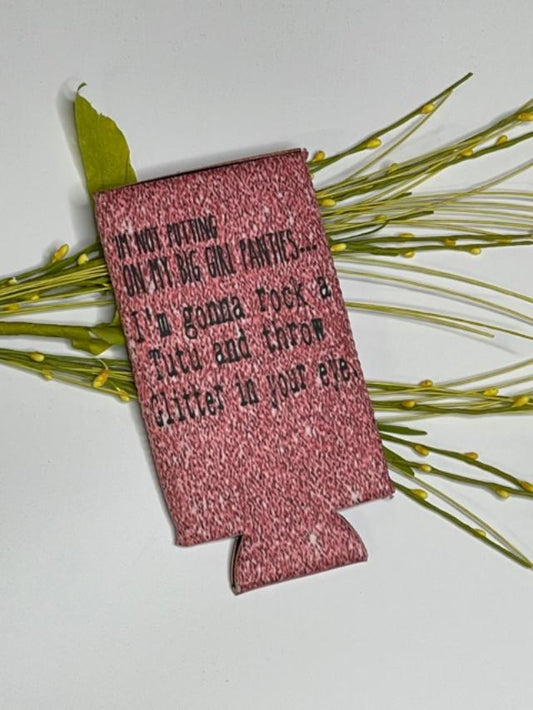 I'M NOT PUTTING
ON MY BIG GIRL PANTIES...
I'm gonna rock a
Tutu and throw
Glitter in your eye.